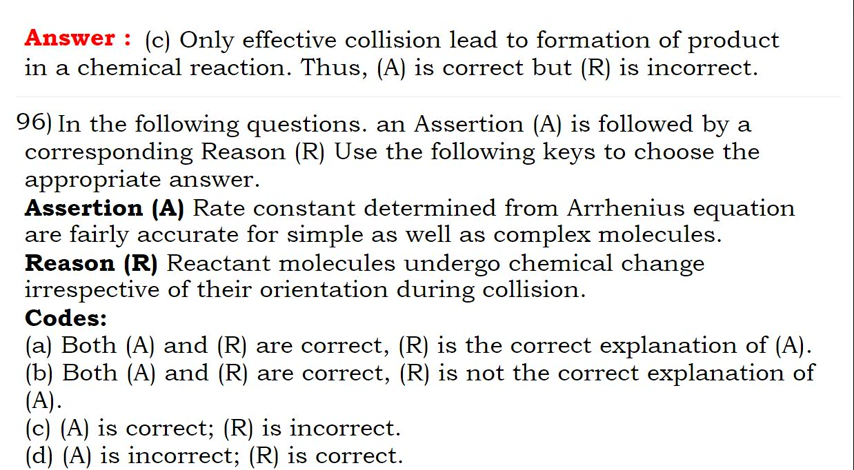 Answer : (c) Only effective collision lead to formation of product
in a chemical reaction. Thus, (A) is correct but (R) is incorrect.
96) In the following questions. an Assertion (A) is followed by a
corresponding Reason (R) Use the following keys to choose the
appropriate answer.
Assertion (A) Rate constant determined from Arrhenius equation
are fairly accurate for simple as well as complex molecules.
Reason (R) Reactant molecules undergo chemical change
irrespective of their orientation during collision.
Codes:
(a) Both (A) and (R) are correct, (R) is the correct explanation of (A).
(b) Both (A) and (R) are correct, (R) is not the correct explanation of
(A).
(c) (A) is correct; (R) is incorrect.
(d) (A) is incorrect; (R) is correct.